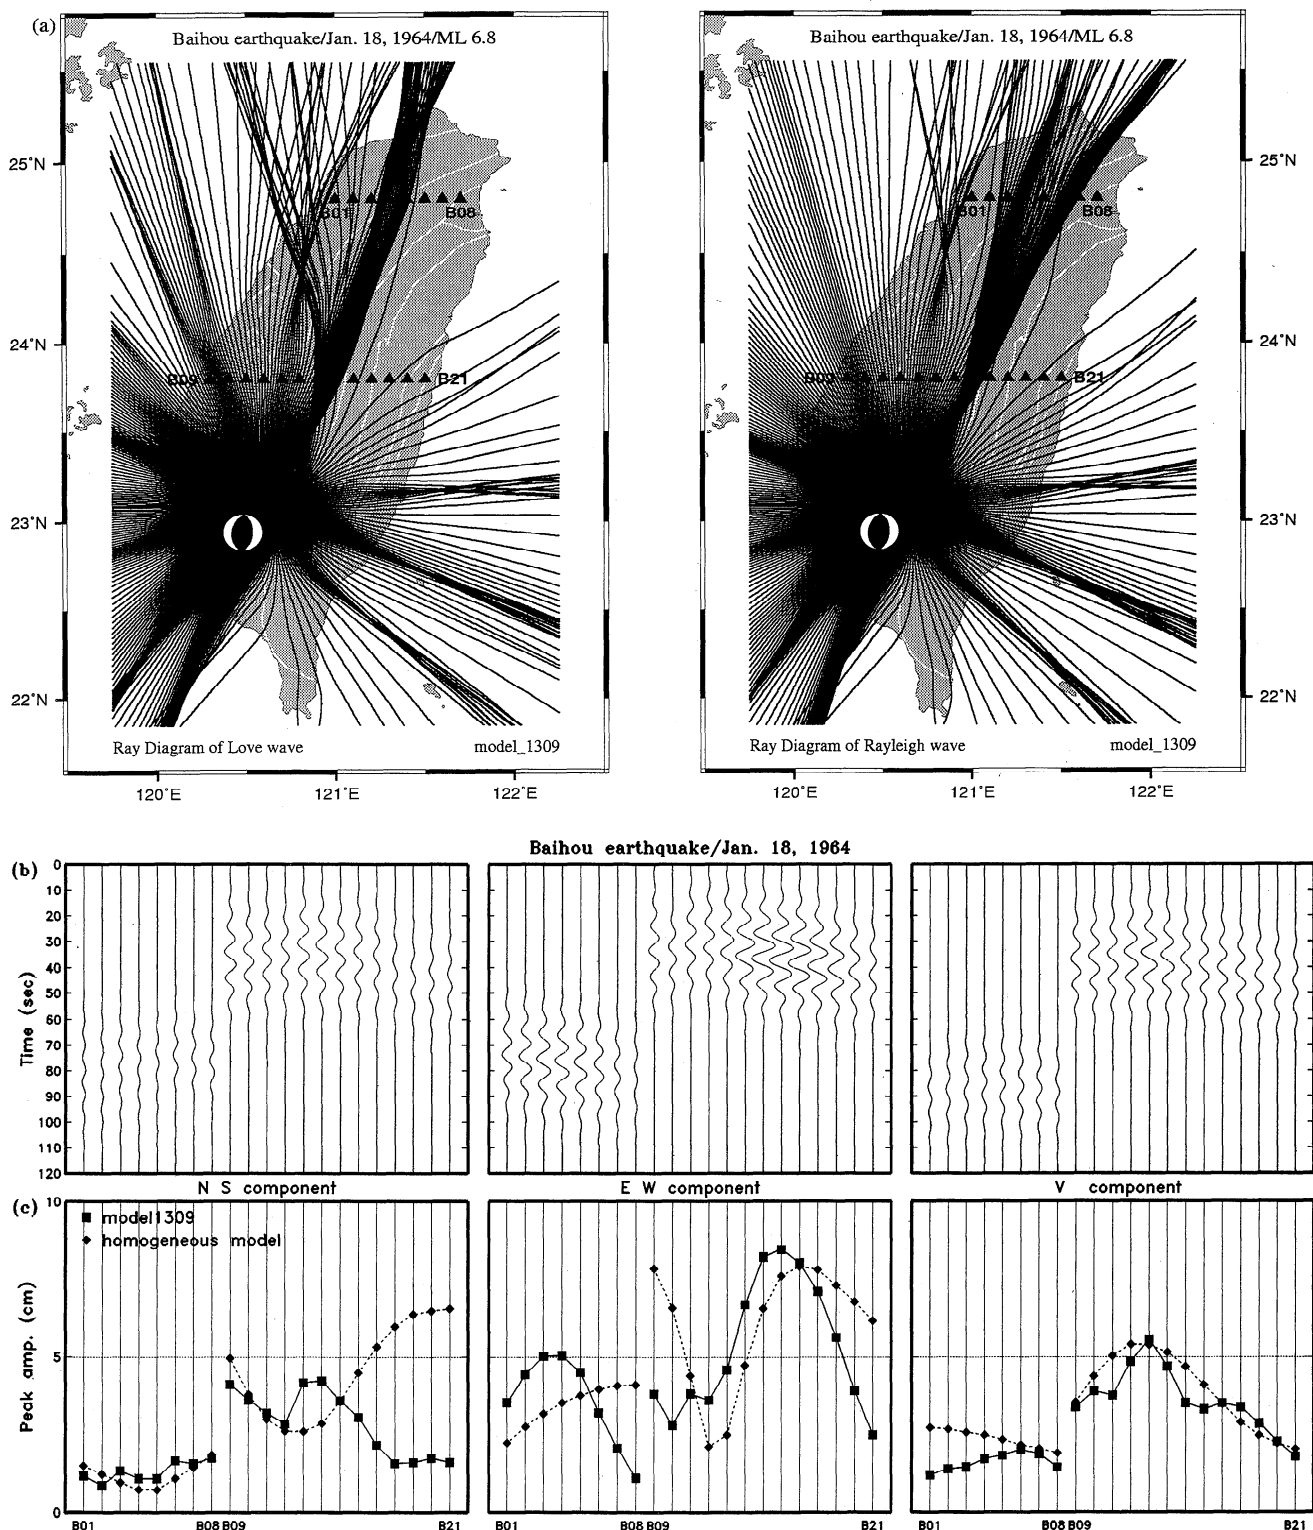 (a)
Baihou earthquake/Jan. 18, 1964/ML 6.8
25°N
24°N
23°N
22°N
B01
B08
B09
B21
Ray Diagram of Love wave
model_1309
120°E
121°E
122°E
Baihou earthquake/Jan. 18, 1964/ML 6.8
B01
B08
B09
B21
25°N
24°N
23°N
22°N
Ray Diagram of Rayleigh wave
model_1309
120°E
121°E
122°E
Baihou earthquake/Jan. 18, 1964
(b)
Time (sec)
0
10
20
30
40
50
60
70
80
90
100
110
120
N S component
E W component
V component
(c)
Peak amp. (cm)
10
5
0
model1309
homogeneous model
B01
B08
B09
B21
B01
B08
B09
B21
B01
B08
B09
B21